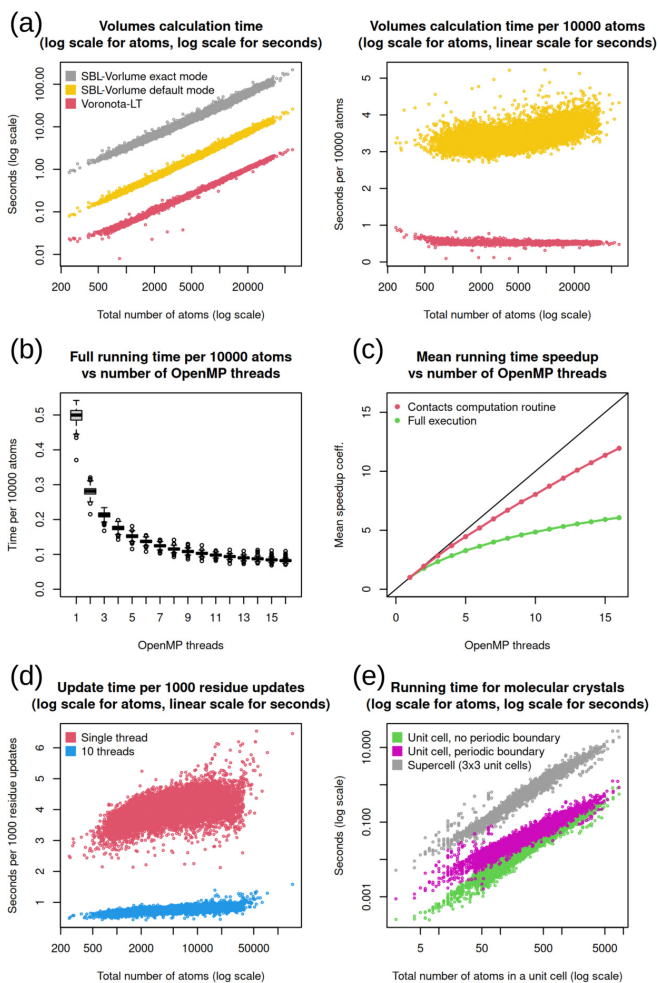 (a)
Volumes calculation time
(log scale for atoms, log scale for seconds)
SBL-Vorlume exact mode
SBL-Vorlume default mode
Voronota-LT
Seconds (log scale)
100.00
10.00
1.00
0.10
0.01
200 500 2000 5000 20000
Total number of atoms (log scale)
Volumes calculation time per 10000 atoms
(log scale for atoms, linear scale for seconds)
Seconds per 10000 atoms
5
4
3
2
1
0
200 500 2000 5000 20000
Total number of atoms (log scale)
(b)
Full running time per 10000 atoms
vs number of OpenMP threads
Time per 10000 atoms
0.5
0.4
0.3
0.2
0.1
0.0
1 3 5 7 9 11 13 15
OpenMP threads
(c)
Mean running time speedup
vs number of OpenMP threads
Contacts computation routine
Full execution
Mean speedup coeff.
15
10
5
0
0 5 10 15
OpenMP threads
(d)
Update time per 1000 residue updates
(log scale for atoms, linear scale for seconds)
Single thread
10 threads
Seconds per 1000 residue updates
6
5
4
3
2
1
200 500 2000 10000 50000
Total number of atoms (log scale)
(e)
Running time for molecular crystals
(log scale for atoms, log scale for seconds)
Unit cell, no periodic boundary
Unit cell, periodic boundary
Supercell (3x3 unit cells)
Seconds (log scale)
10.000
0.100
0.001
5 50 500 5000
Total number of atoms in a unit cell (log scale)